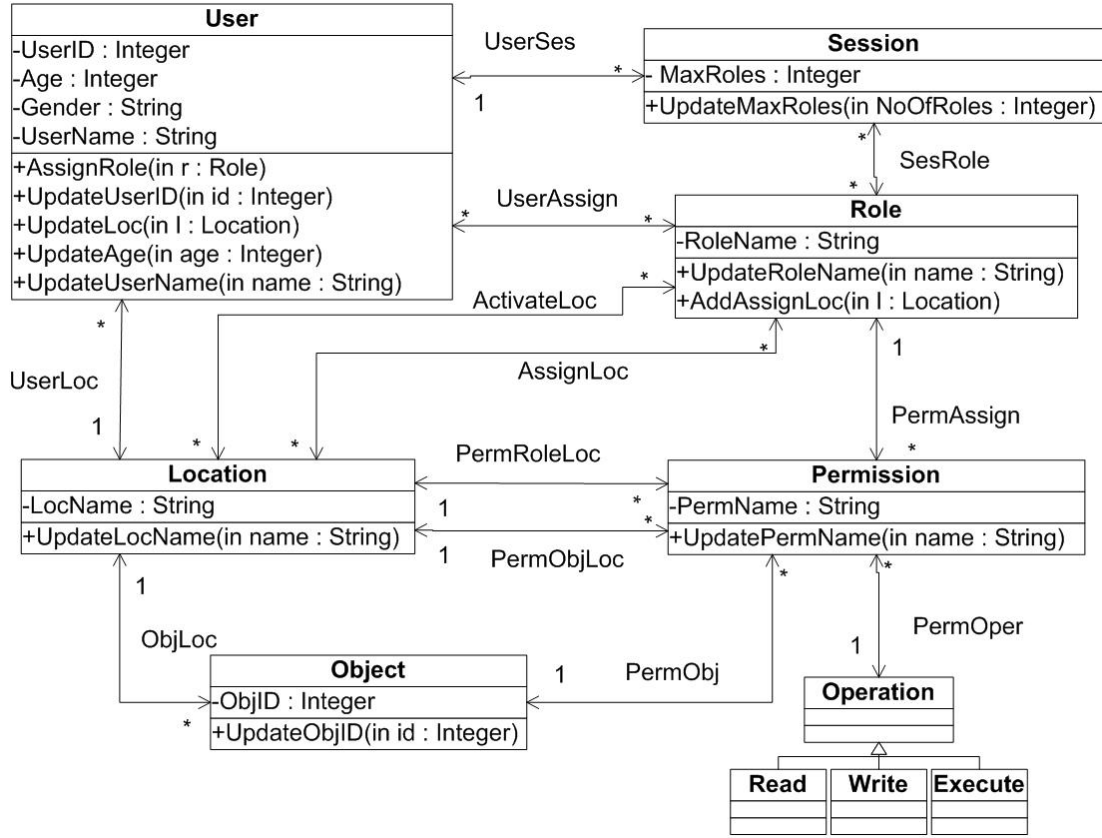 User
-UserID : Integer
-Age : Integer
-Gender : String
-UserName : String
+AssignRole(in r : Role)
+UpdateUserID(in id : Integer)
+UpdateLoc(in l : Location)
+UpdateAge(in age : Integer)
+UpdateUserName(in name : String)
UserSes
*
1
Session
- MaxRoles : Integer
+UpdateMaxRoles(in NoOfRoles : Integer)
*
SesRole
*
UserAssign
*
*
Role
-RoleName : String
+UpdateRoleName(in name : String)
+AddAssignLoc(in l : Location)
*
ActivateLoc
*
*
AssignLoc
*
*
UserLoc
1
*
1
PermAssign
*
Location
-LocName : String
+UpdateLocName(in name : String)
PermRoleLoc
1
*
*
1
PermObjLoc
Permission
-PermName : String
+UpdatePermName(in name : String)
1
ObjLoc
*
Object
-ObjID : Integer
+UpdateObjID(in id : Integer)
1
PermObj
*
*
PermOper
1
Operation
Read
Write
Execute